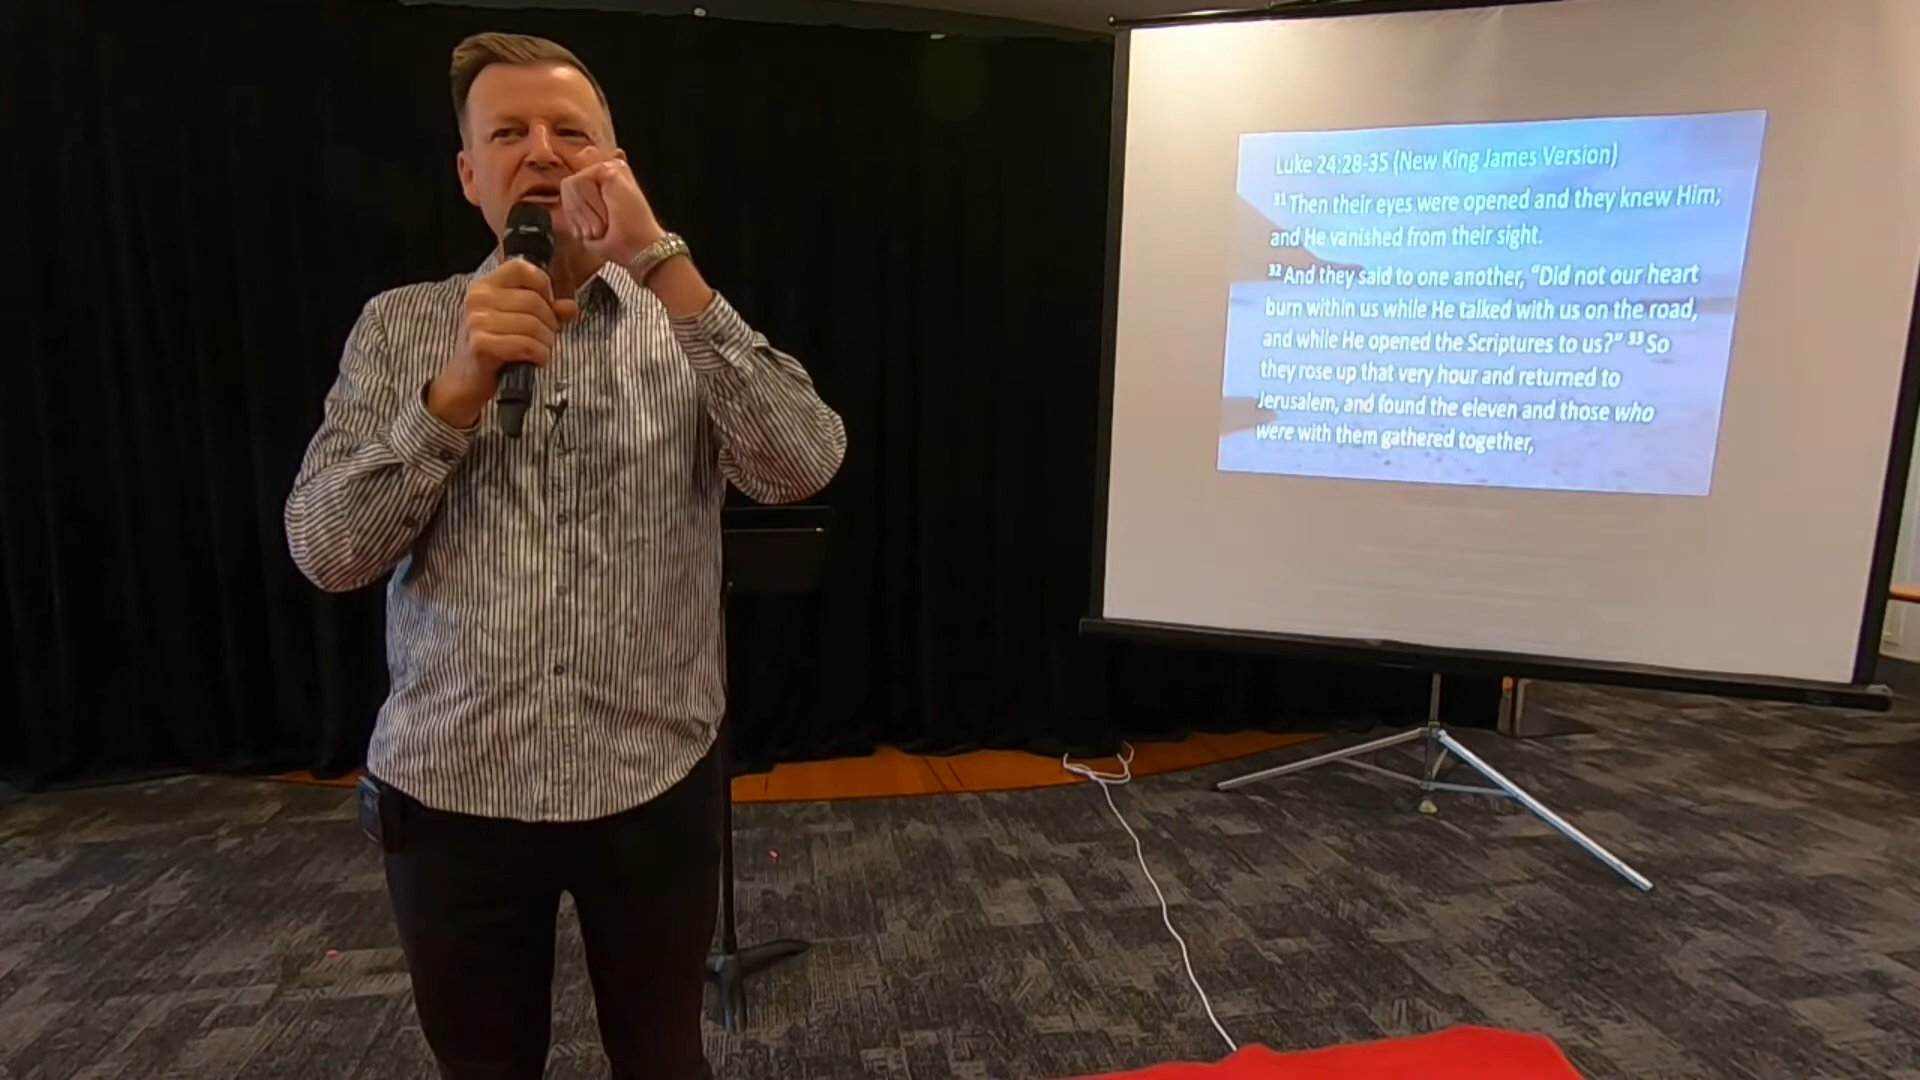 Luke 24:28-35 (New King James Version)
³¹ Then their eyes were opened and they knew Him;
and He vanished from their sight.
³² And they said to one another, “Did not our heart
burn within us while He talked with us on the road,
and while He opened the Scriptures to us?” ³³ So
they rose up that very hour and returned to
Jerusalem, and found the eleven and those who
were with them gathered together,